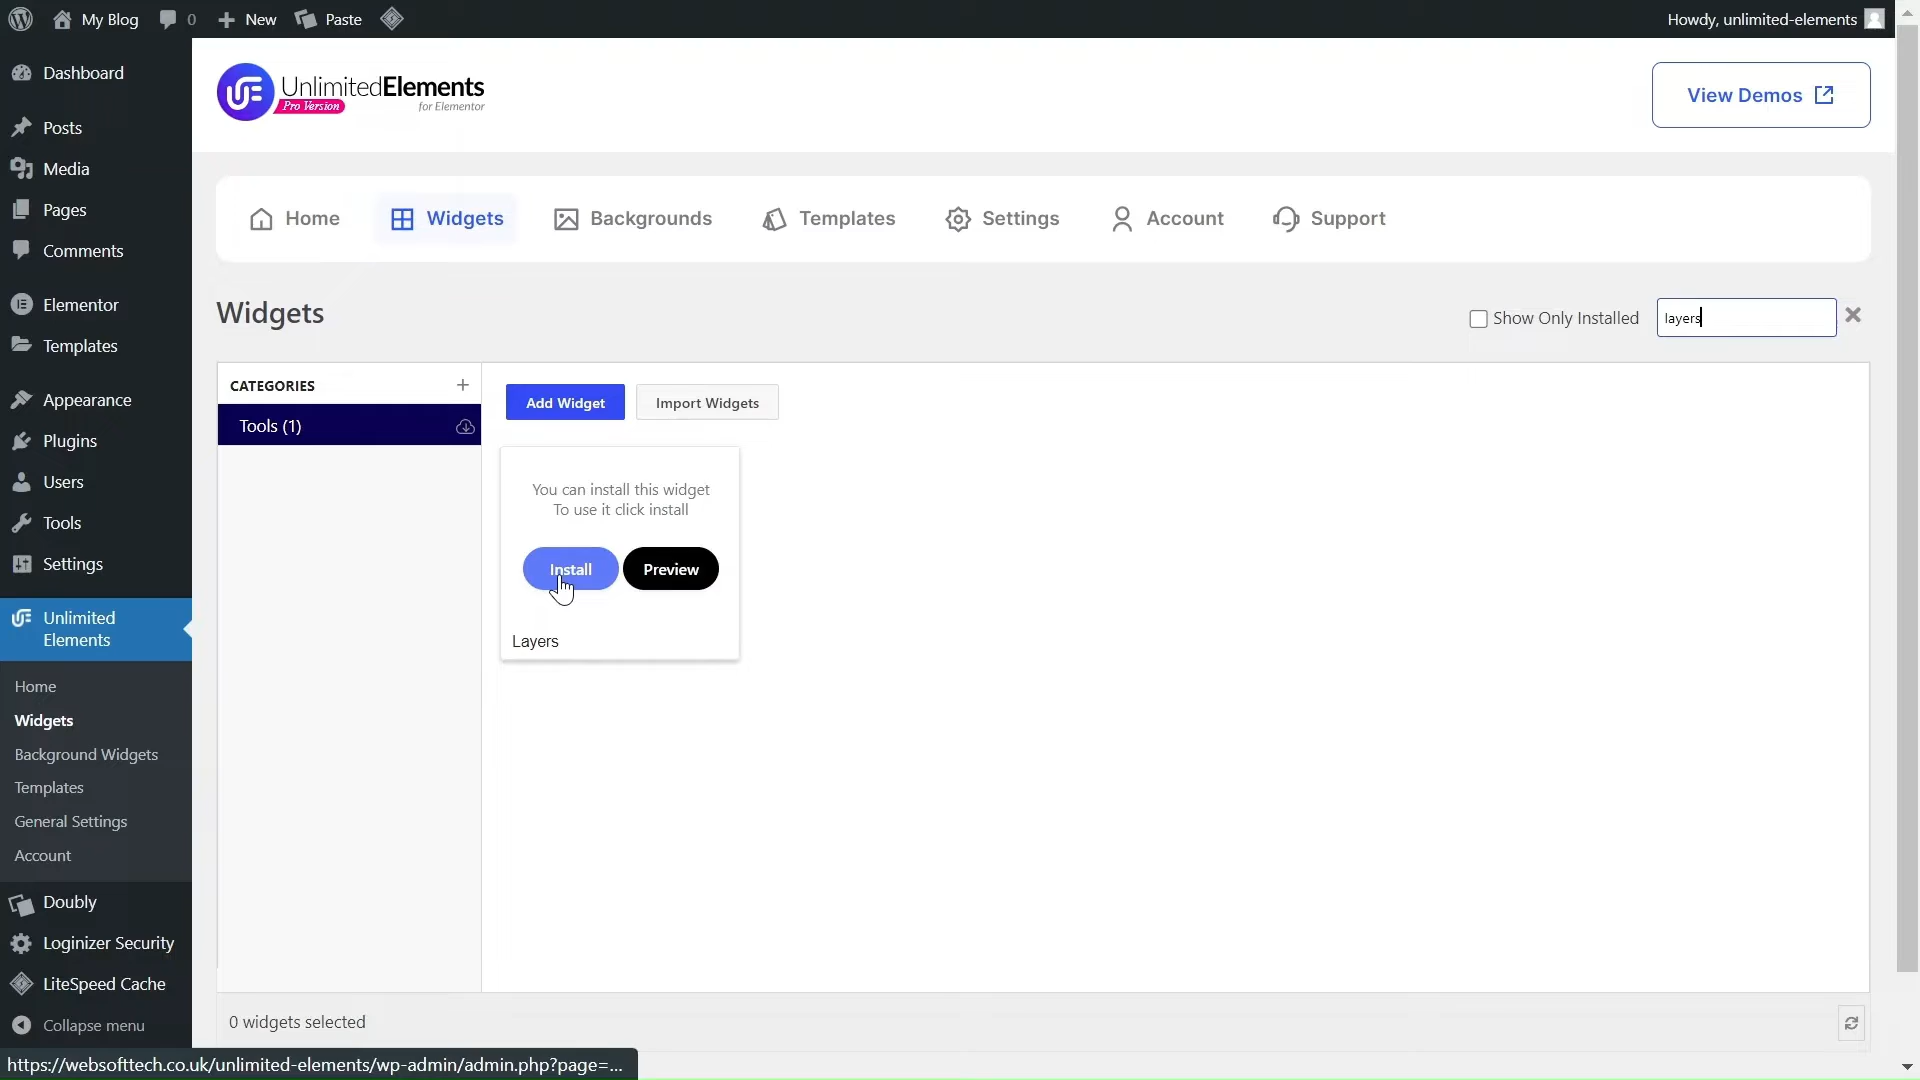 My Blog
0
New
Paste
Howdy, unlimited-elements
Dashboard
Posts
Media
Pages
Comments
Elementor
Templates
Appearance
Plugins
Users
Tools
Settings
Unlimited
Elements
Home
Widgets
Background Widgets
Templates
General Settings
Account
Doubly
Loginizer Security
LiteSpeed Cache
Collapse menu
UnlimitedElements
Pro Version
for Elementor
View Demos
Home
Widgets
Backgrounds
Templates
Settings
Account
Support
Widgets
Show Only Installed
layers
CATEGORIES
Tools (1)
Add Widget
Import Widgets
You can install this widget
To use it click install
Install
Preview
Layers
0 widgets selected
https://websofttech.co.uk/unlimited-elements/wp-admin/admin.php?page=...